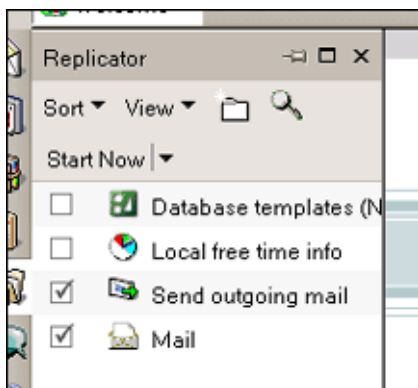 Replicator
Sort View
Start Now
Database templates (N
Local free time info
Send outgoing mail
Mail